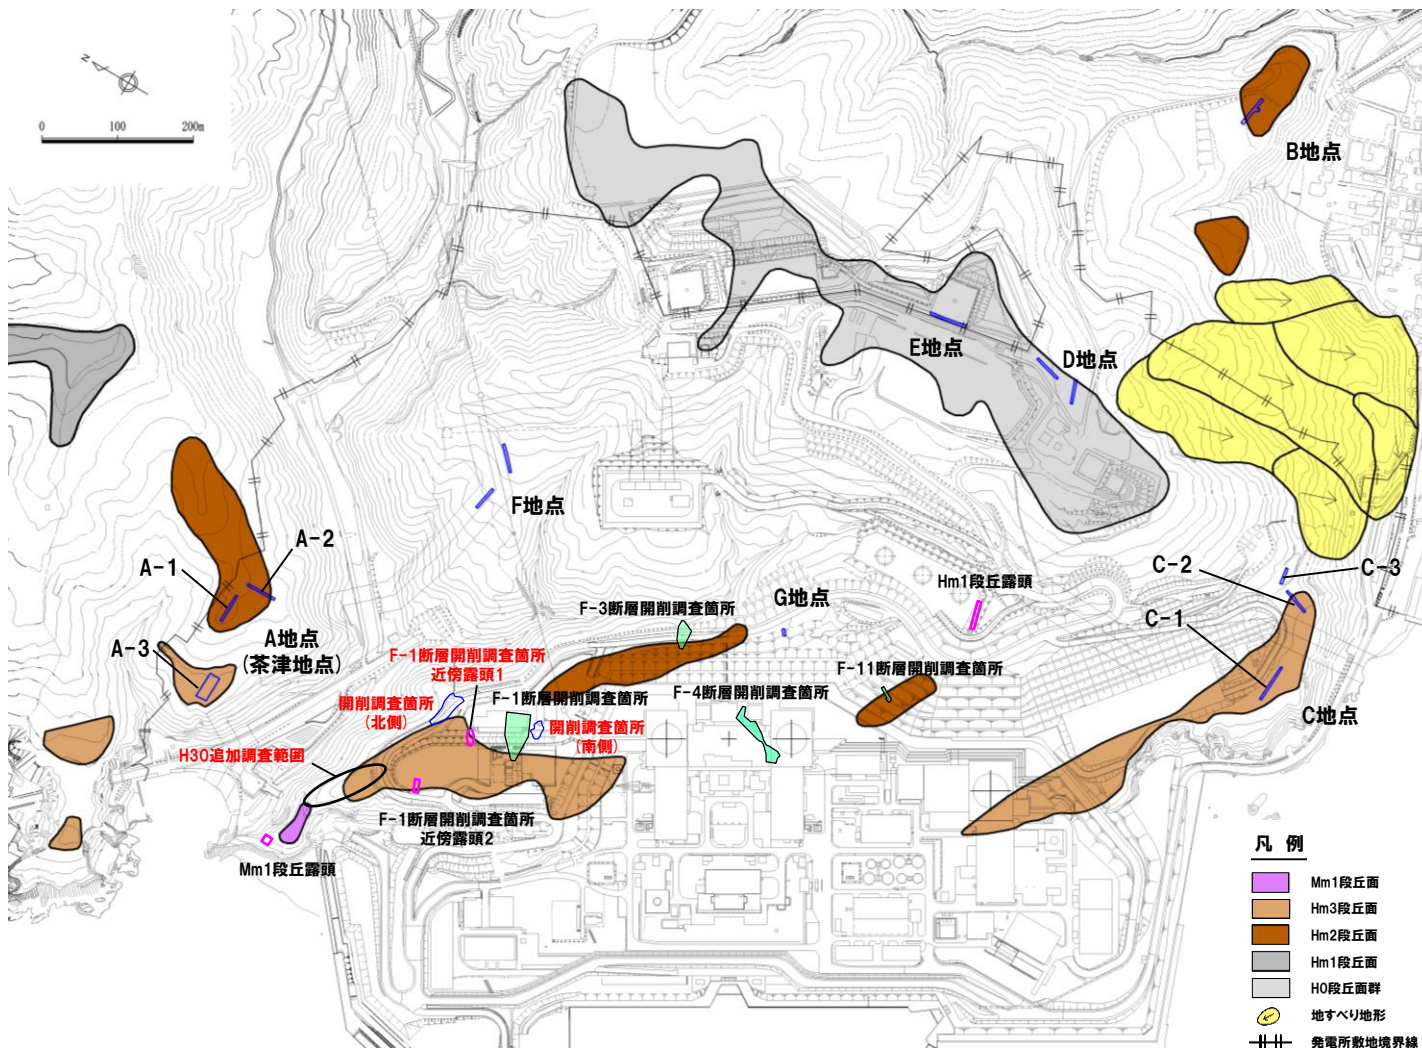 N
0 100 200m
B地点
E地点
D地点
F地点
A-2
A-1
A-3
A地点
(茶津地点)
C-2
C-3
C-1
C地点
Hm1段丘露頭
G地点
F-3断層開削調査箇所
F-1断層開削調査箇所
近傍露頭1
F-1断層開削調査箇所
F-4断層開削調査箇所
F-11断層開削調査箇所
開削調査箇所
(北側)
開削調査箇所
(南側)
H30追加調査範囲
F-1断層開削調査箇所
近傍露頭2
Mm1段丘露頭
凡 例
Mm1段丘面
Hm3段丘面
Hm2段丘面
Hm1段丘面
H0段丘面群
地すべり地形
発電所敷地境界線